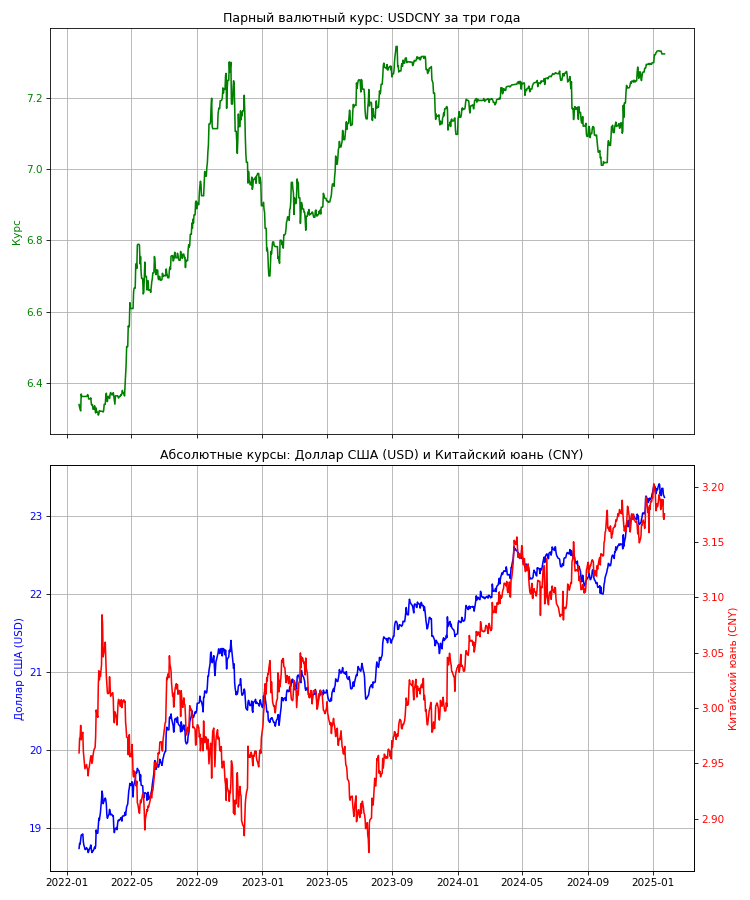 Парный валютный курс: USDCNY за три года
7.2
7.0
6.8
6.6
6.4
Курс
Абсолютные курсы: Доллар США (USD) и Китайский юань (CNY)
23
22
21
20
19
Доллар США (USD)
3.20
3.15
3.10
3.05
3.00
2.95
2.90
Китайский юань (CNY)
2022-01 2022-05 2022-09 2023-01 2023-05 2023-09 2024-01 2024-05 2024-09 2025-01